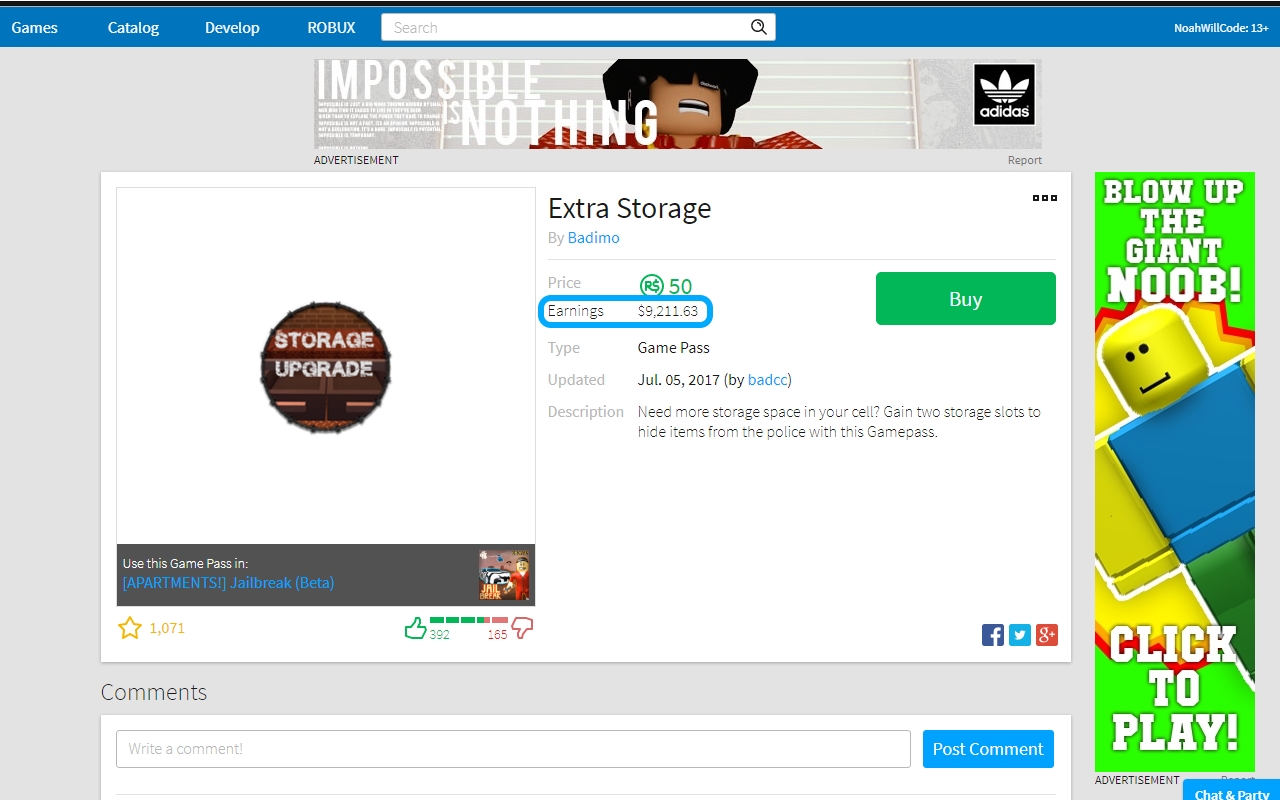 Games
Catalog
Develop
ROBUX
Search
NoahWillCode: 13+
IMPOSSIBLE
IS NOTHING
adidas
ADVERTISEMENT
Report
Extra Storage
By Badimo
Price
R$ 50
Buy
Earnings
$9,211.63
Type
Game Pass
Updated
Jul. 05, 2017 (by badcc)
Description
Need more storage space in your cell? Gain two storage slots to
hide items from the police with this Gamepass.
STORAGE
UPGRADE
Use this Game Pass in:
[APARTMENTS!] Jailbreak (Beta)
JAIL
BREAK
1,071
392
165
Comments
Write a comment!
Post Comment
BLOW UP
THE
GIANT
NOOB!
CLICK
TO
PLAY!
ADVERTISEMENT
Report
Chat & Party